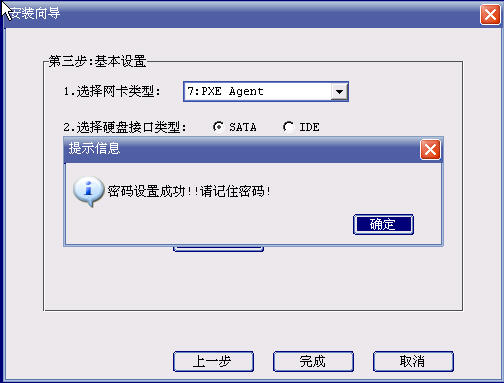 安装向导
第三步:基本设置
1.选择网卡类型: 7:PXE Agent
2.选择硬盘接口类型: SATA IDE
提示信息
密码设置成功!!请记住密码!
确定
上一步 完成 取消